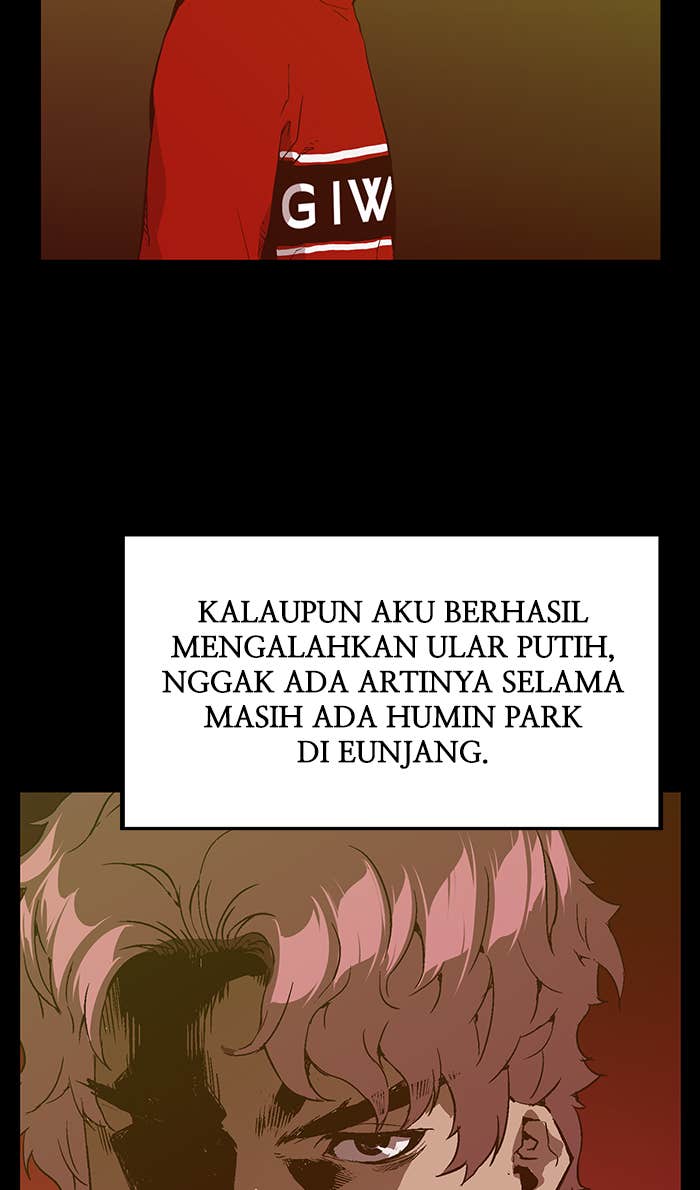 GIW
KALAUPUN AKU BERHASIL
MENGALAHKAN ULAR PUTIH,
NGGAK ADA ARTINYA SELAMA
MASIH ADA HUMIN PARK
DI EUNJANG.